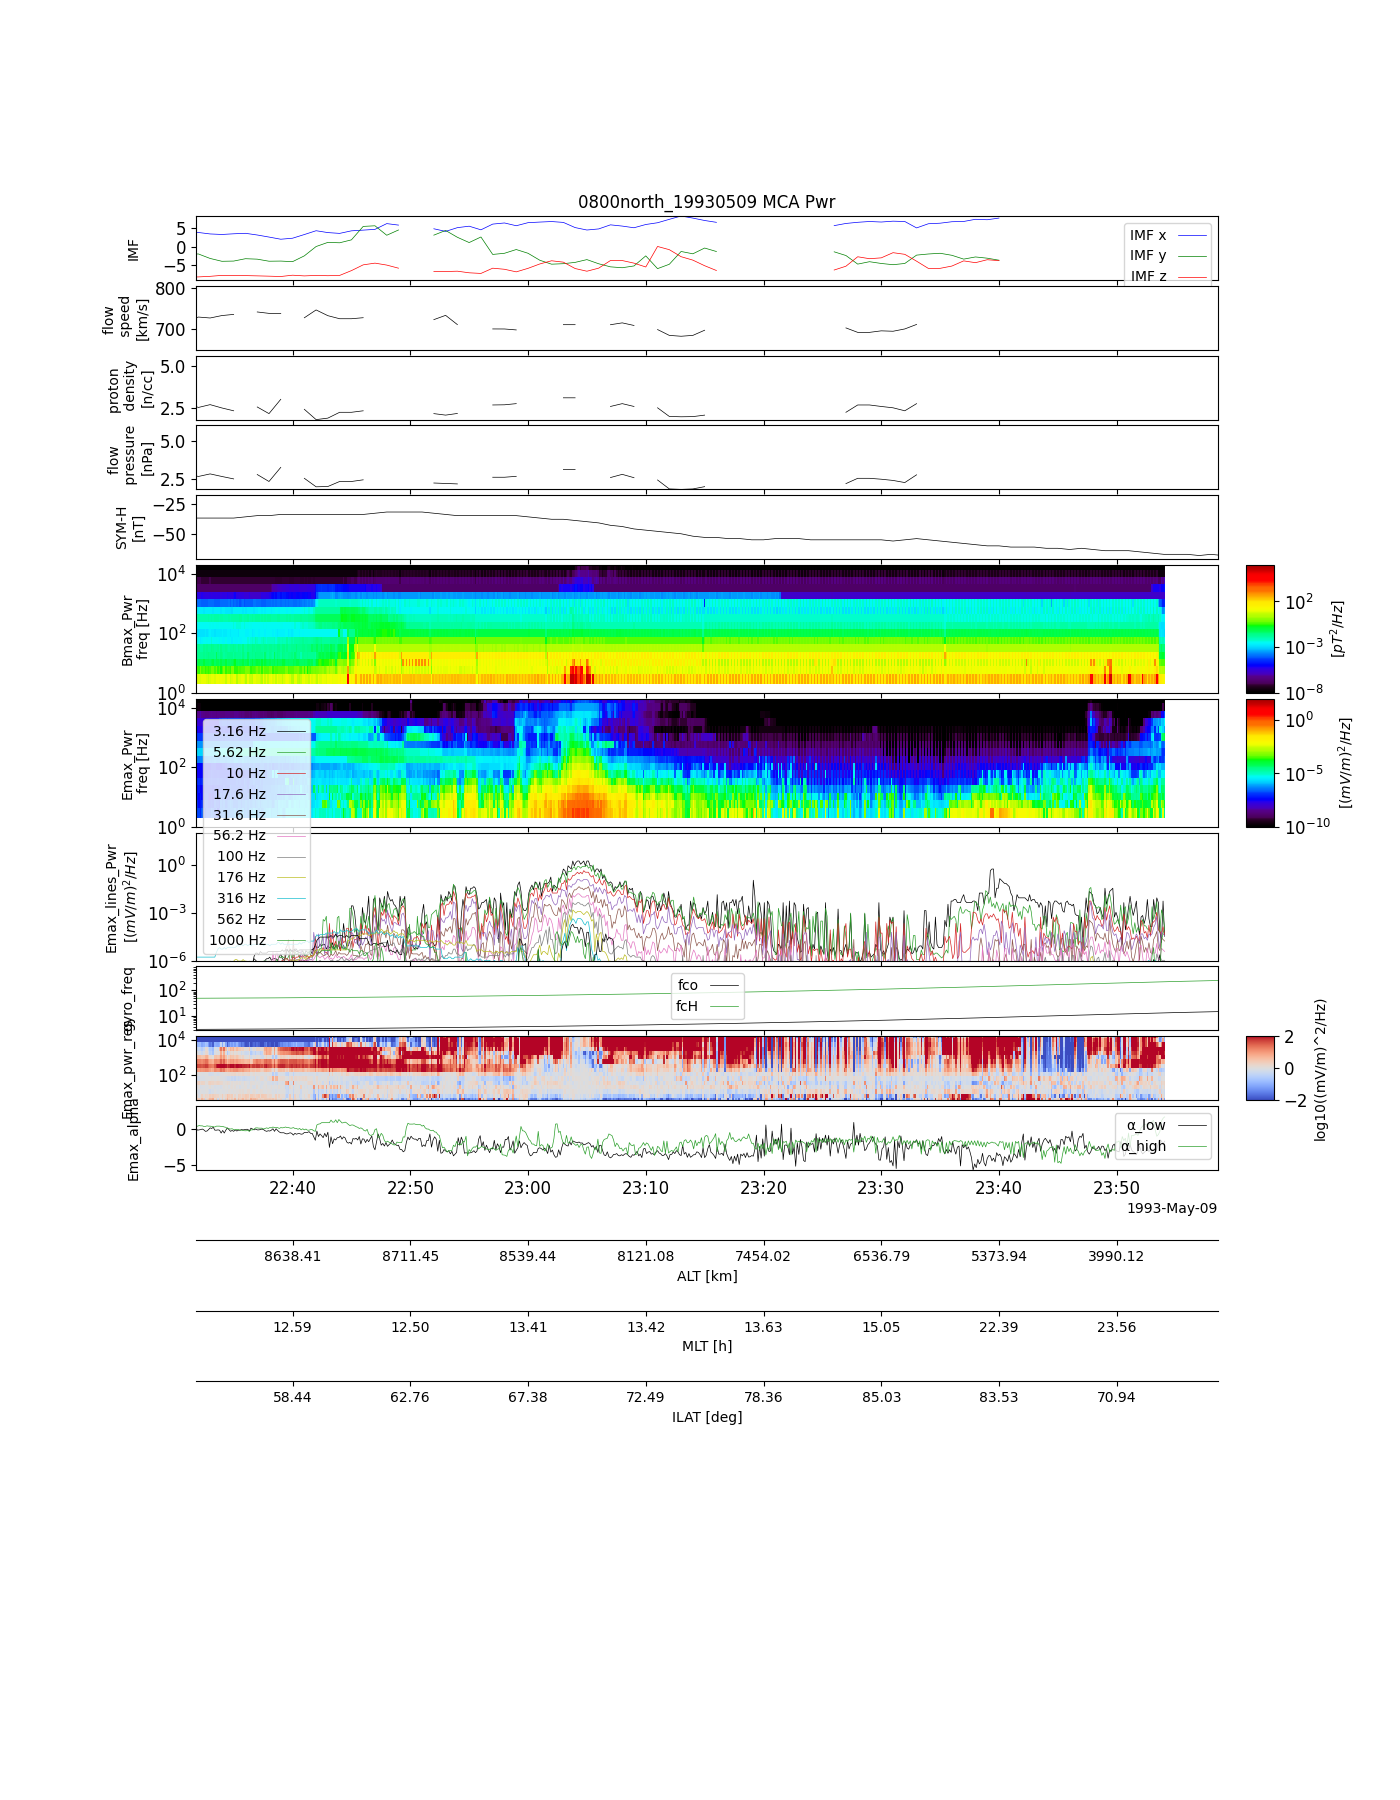 0800north_19930509 MCA Pwr
IMF
5
0
−5
IMF x
IMF y
IMF z
flow
speed
[km/s]
800
700
proton
density
[n/cc]
5.0
2.5
flow
pressure
[nPa]
5.0
2.5
SYM-H
[nT]
−25
−50
Bmax_Pwr
freq [Hz]
10^4
10^2
10^0
10^2
10^−3
10^−8
[pT^2/Hz]
Emax_Pwr
freq [Hz]
10^4
10^2
10^0
10^0
10^−5
10^−10
[(mV/m)^2/Hz]
3.16 Hz
5.62 Hz
10 Hz
17.6 Hz
31.6 Hz
56.2 Hz
100 Hz
176 Hz
316 Hz
562 Hz
1000 Hz
Emax_lines_Pwr
[(mV/m)^2/Hz]
10^0
10^−3
10^−6
gyro_freq
10^2
10^1
fco
fcH
Emax_pwr_reg
10^4
10^2
2
0
−2
log10((mV/m)^2/Hz)
Emax_alpha
0
−5
α_low
α_high
22:40 22:50 23:00 23:10 23:20 23:30 23:40 23:50
1993-May-09
8638.41 8711.45 8539.44 8121.08 7454.02 6536.79 5373.94 3990.12
ALT [km]
12.59 12.50 13.41 13.42 13.63 15.05 22.39 23.56
MLT [h]
58.44 62.76 67.38 72.49 78.36 85.03 83.53 70.94
ILAT [deg]